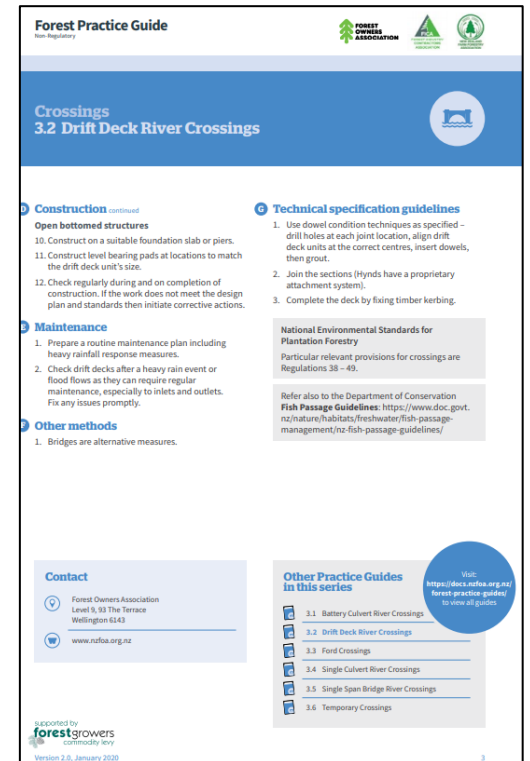 Forest Practice Guide
Non-Regulatory
FOREST
OWNERS
ASSOCIATION
Crossings
3.2 Drift Deck River Crossings
Construction continued
Open bottomed structures
10. Construct on a suitable foundation slab or piers.
11. Construct level bearing pads at locations to match
the drift deck unit's size.
12. Check regularly during and on completion of
construction. If the work does not meet the design
plan and standards then initiate corrective actions.
Maintenance
1. Prepare a routine maintenance plan including
heavy rainfall response measures.
2. Check drift decks after a heavy rain event or
flood flows as they can require regular
maintenance, especially to inlets and outlets.
Fix any issues promptly.
Other methods
1. Bridges are alternative measures.
G Technical specification guidelines
1. Use dowel condition techniques as specified –
drill holes at each joint location, align drift
deck units at the correct centres, insert dowels,
then grout.
2. Join the sections (Hynds have a proprietary
attachment system).
3. Complete the deck by fixing timber kerbing.
National Environmental Standards for
Plantation Forestry
Particular relevant provisions for crossings are
Regulations 38 – 49.
Refer also to the Department of Conservation
Fish Passage Guidelines: https://www.doc.govt.
nz/nature/habitats/freshwater/fish-passage-
management/nz-fish-passage-guidelines/
Contact
Forest Owners Association
Level 9, 93 The Terrace
Wellington 6143
www.nzfoa.org.nz
Other Practice Guides
in this series
3.1 Battery Culvert River Crossings
3.2 Drift Deck River Crossings
3.3 Ford Crossings
3.4 Single Culvert River Crossings
3.5 Single Span Bridge River Crossings
3.6 Temporary Crossings
Visit:
https://docs.nzfoa.org.nz/
forest-practice-guides/
to view all guides
supported by
forestgrowers
commodity levy
Version 2.0, January 2020
3